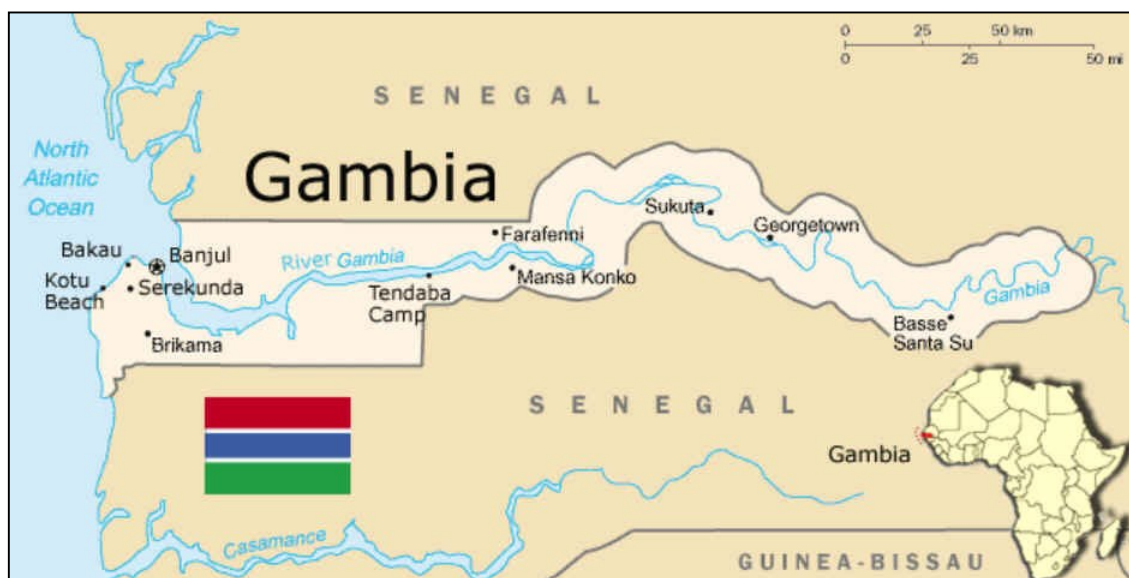 0 25 50 km
0 25 50 mi
SENEGAL
North
Atlantic
Ocean
Gambia
Sukuta
Georgetown
Farafenni
Bakau
Banjul
River Gambia
Mansa Konko
Kotu
Beach
Serekunda
Tendaba
Camp
Gambia
Basse
Santa Su
Brikama
SENEGAL
Gambia
Casamance
GUINEA-BISSAU